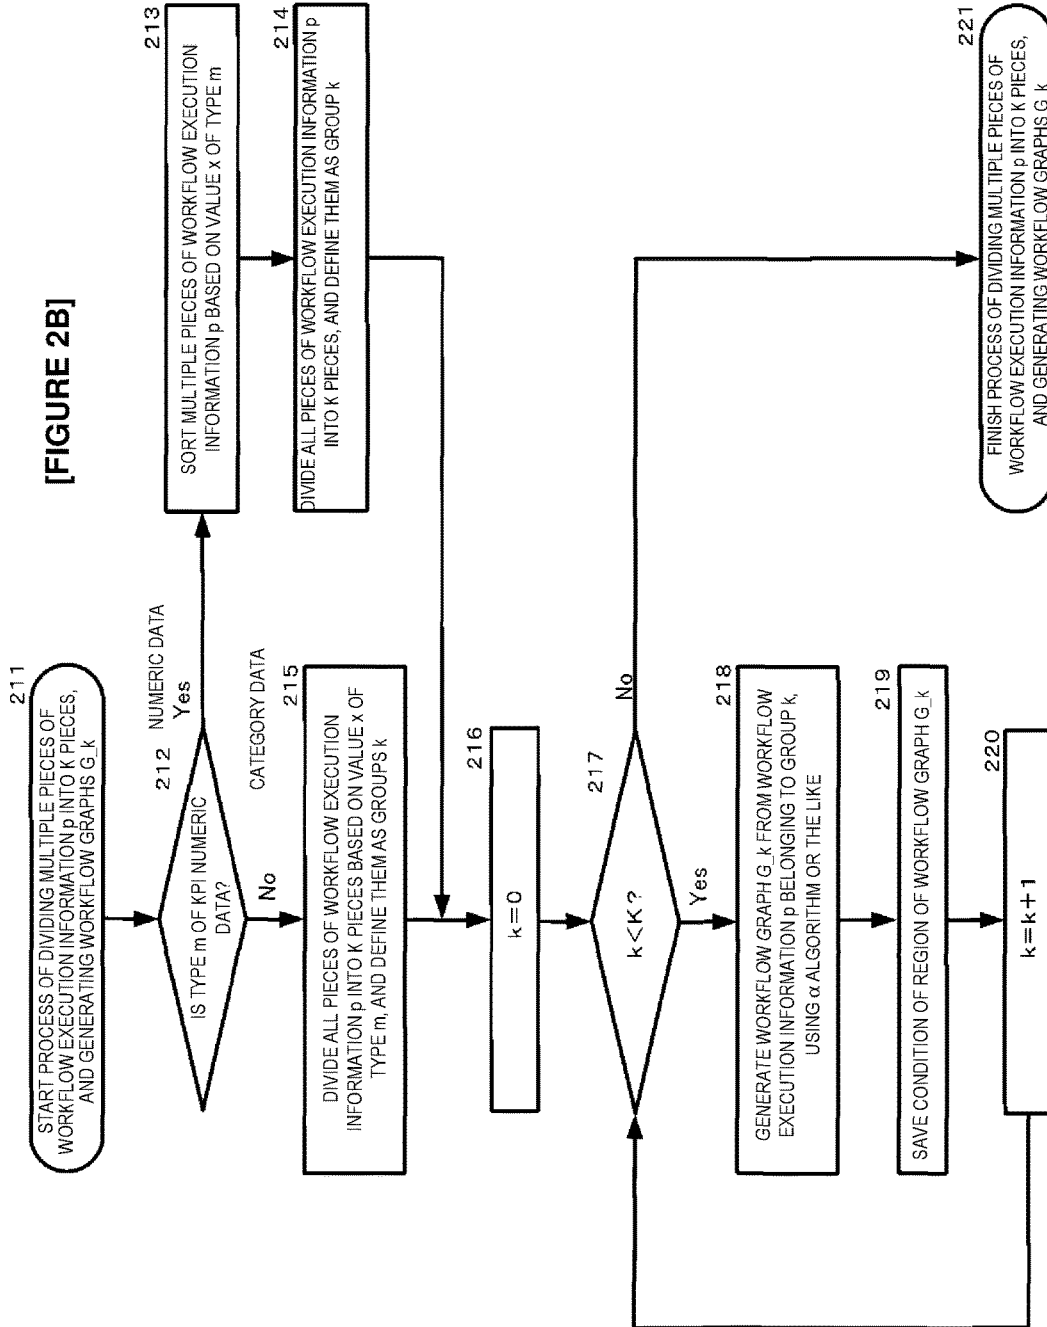 [FIGURE 2B]
211
START PROCESS OF DIVIDING MULTIPLE PIECES OF
WORKFLOW EXECUTION INFORMATION p INTO K PIECES,
AND GENERATING WORKFLOW GRAPHS G_k
212
IS TYPE m OF KPI NUMERIC
DATA?
NUMERIC DATA
Yes
213
SORT MULTIPLE PIECES OF WORKFLOW EXECUTION
INFORMATION p BASED ON VALUE x OF TYPE m
214
DIVIDE ALL PIECES OF WORKFLOW EXECUTION INFORMATION p
INTO K PIECES, AND DEFINE THEM AS GROUP k
No
CATEGORY DATA
215
DIVIDE ALL PIECES OF WORKFLOW EXECUTION
INFORMATION p INTO K PIECES BASED ON VALUE x OF
TYPE m, AND DEFINE THEM AS GROUPS k
216
k=0
217
k<K?
No
Yes
218
GENERATE WORKFLOW GRAPH G_k FROM WORKFLOW
EXECUTION INFORMATION p BELONGING TO GROUP k,
USING α ALGORITHM OR THE LIKE
219
SAVE CONDITION OF REGION OF WORKFLOW GRAPH G_k
220
k=k+1
221
FINISH PROCESS OF DIVIDING MULTIPLE PIECES OF
WORKFLOW EXECUTION INFORMATION p INTO K PIECES,
AND GENERATING WORKFLOW GRAPHS G_k